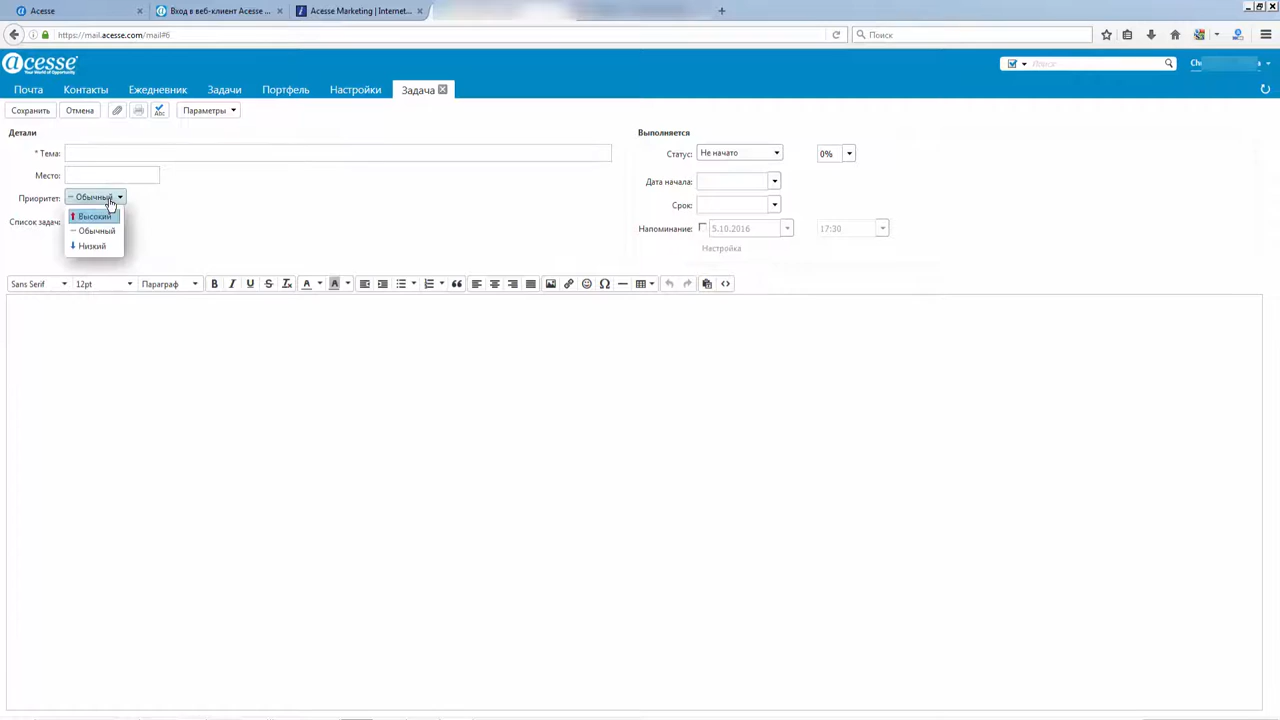 Acesse
Вход в веб-клиент Acesse ...
Acesse Marketing | Internet...
https://mail.acesse.com/mail#6
Поиск
acesse
Your World of Opportunity
Поиск
Почта Контакты Ежедневник Задачи Портфель Настройки Задача
Сохранить Отмена Abc Параметры
Детали
Выполняется
* Тема:
Статус: Не начато 0%
Место:
Дата начала:
Приоритет: Обычный
Срок:
Высокий
Список задач:
Обычный
Напоминание: 5.10.2016 17:30
Низкий
Настройка
Sans Serif 12pt Параграф B I U S A A